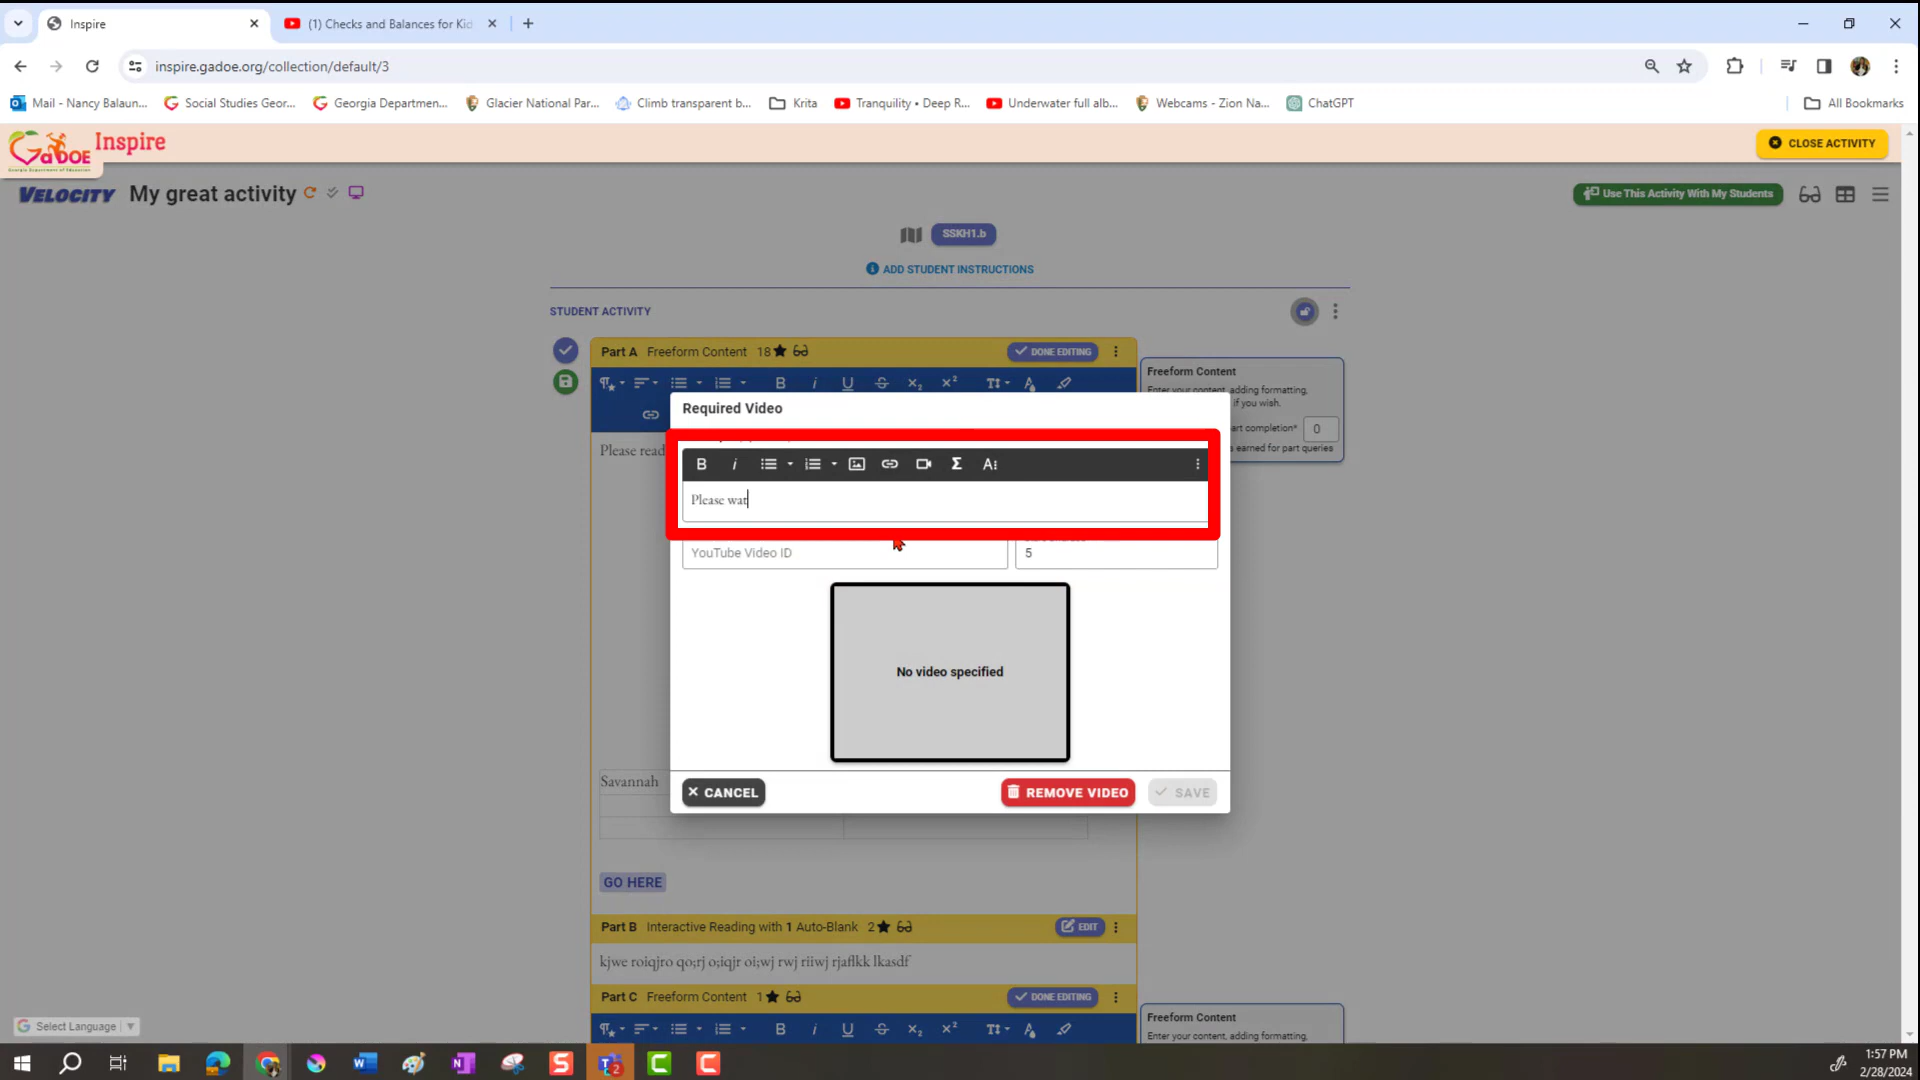 Inspire
(1) Checks and Balances for Kid
inspire.gadoe.org/collection/default/3
Mail - Nancy Balaun...
Social Studies Geor...
Georgia Departmen...
Glacier National Par...
Climb transparent b...
Krita
Tranquility • Deep R...
Underwater full alb...
Webcams - Zion Na...
ChatGPT
All Bookmarks
GaDOE
Georgia Department of Education
Inspire
CLOSE ACTIVITY
VELOCITY My great activity
Use This Activity With My Students
SSKH1.b
ADD STUDENT INSTRUCTIONS
STUDENT ACTIVITY
Part A Freeform Content 18
DONE EDITING
Freeform Content
Enter your content, adding formatting,
if you wish.
art completion* 0
s earned for part queries
Please read
Required Video
Please wat
YouTube Video ID
5
No video specified
CANCEL
REMOVE VIDEO
SAVE
Savannah
GO HERE
Part B Interactive Reading with 1 Auto-Blank 2
EDIT
kjwe roiqjro qo;rj o;iqjr oi;wj rwj riiwj rjaflkk lkasdf
Part C Freeform Content 1
DONE EDITING
Freeform Content
Enter your content, adding formatting,
Select Language
1:57 PM
2/28/2024